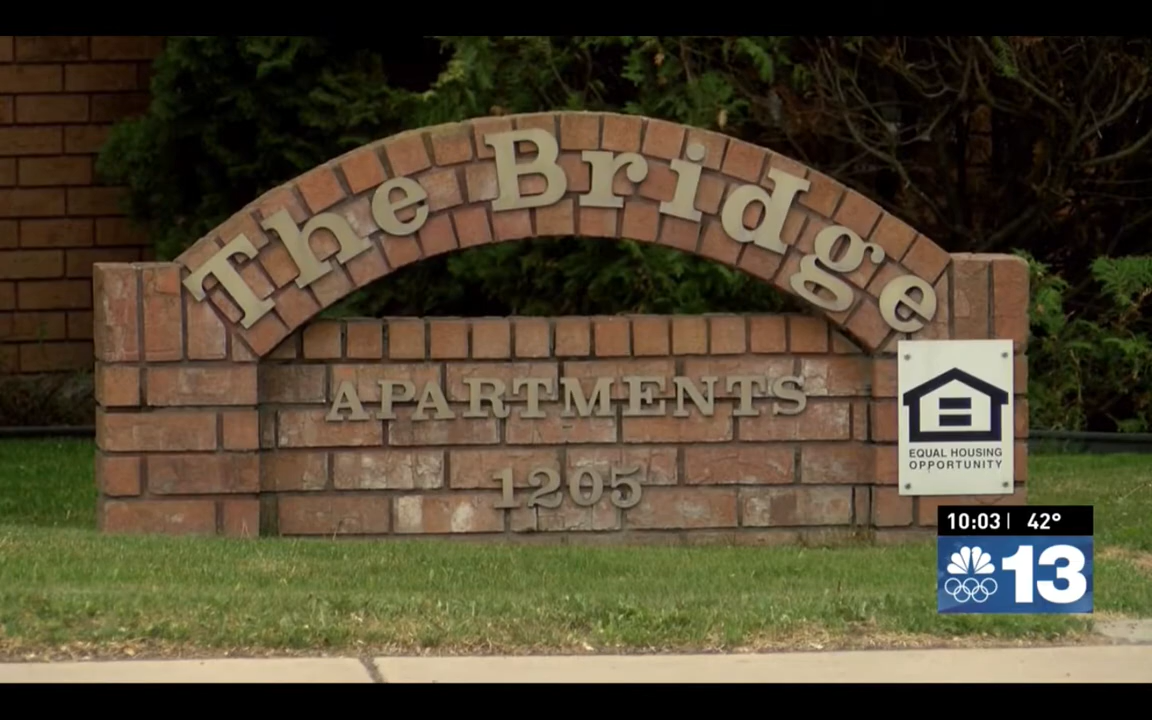 The Bridge
APARTMENTS
1205
EQUAL HOUSING
OPPORTUNITY
10:03 | 42°
13